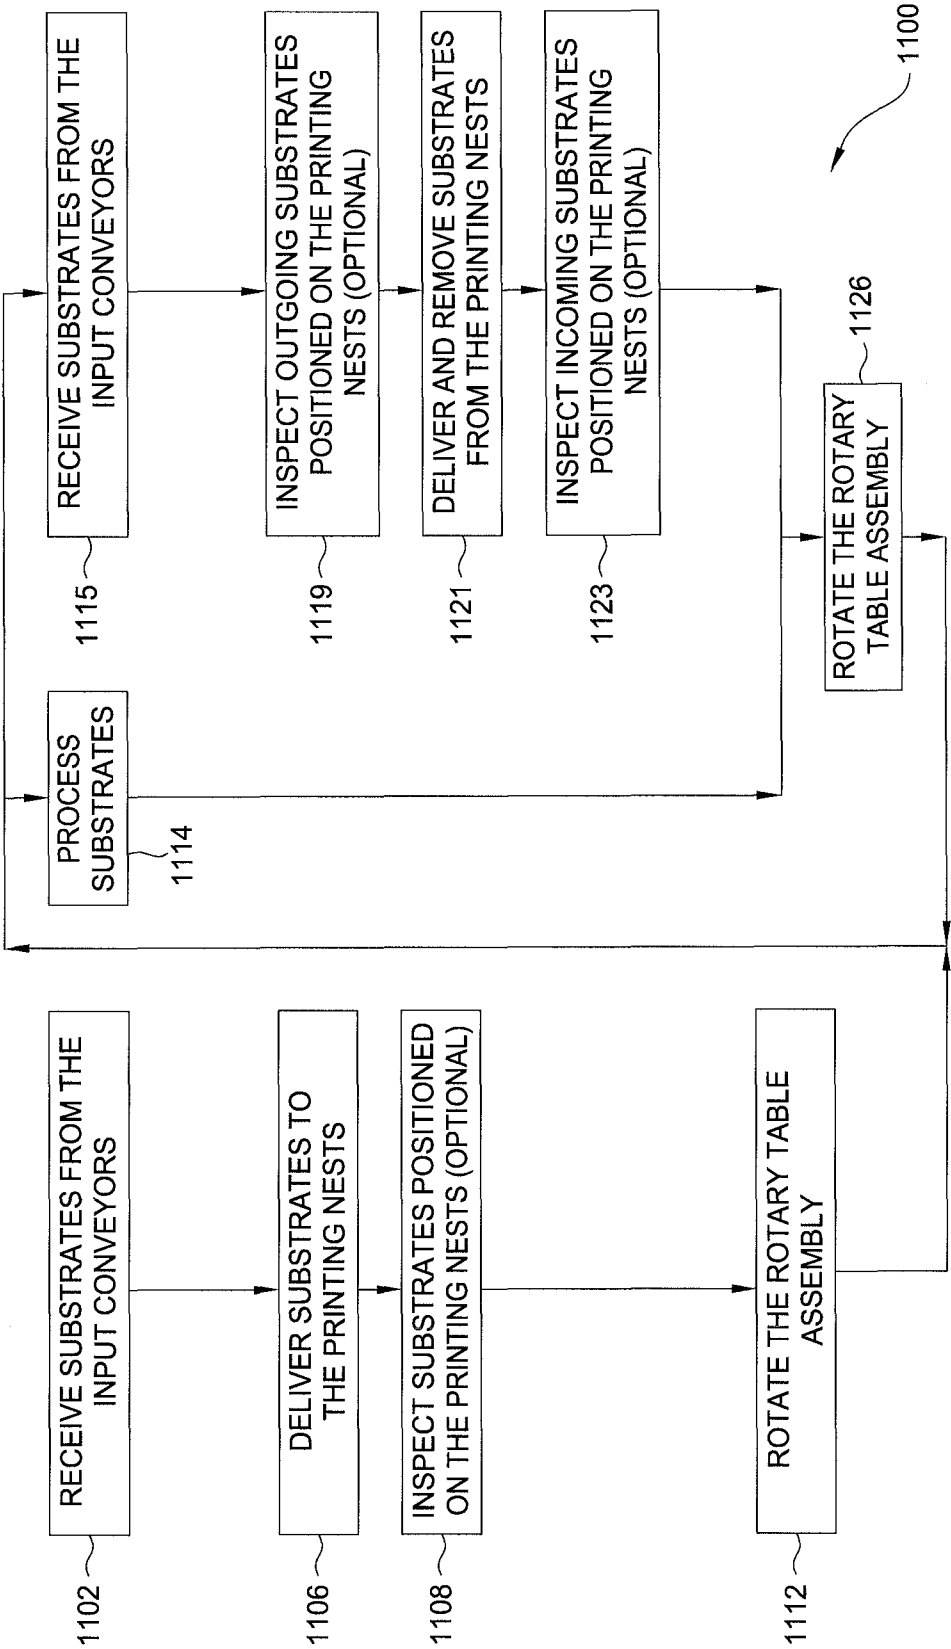 1102
RECEIVE SUBSTRATES FROM THE
INPUT CONVEYORS
1106
DELIVER SUBSTRATES TO
THE PRINTING NESTS
1108
INSPECT SUBSTRATES POSITIONED
ON THE PRINTING NESTS (OPTIONAL)
1112
ROTATE THE ROTARY TABLE
ASSEMBLY
PROCESS
SUBSTRATES
1114
1115
RECEIVE SUBSTRATES FROM THE
INPUT CONVEYORS
1119
INSPECT OUTGOING SUBSTRATES
POSITIONED ON THE PRINTING
NESTS (OPTIONAL)
1121
DELIVER AND REMOVE SUBSTRATES
FROM THE PRINTING NESTS
1123
INSPECT INCOMING SUBSTRATES
POSITIONED ON THE PRINTING
NESTS (OPTIONAL)
ROTATE THE ROTARY
TABLE ASSEMBLY
1126
1100